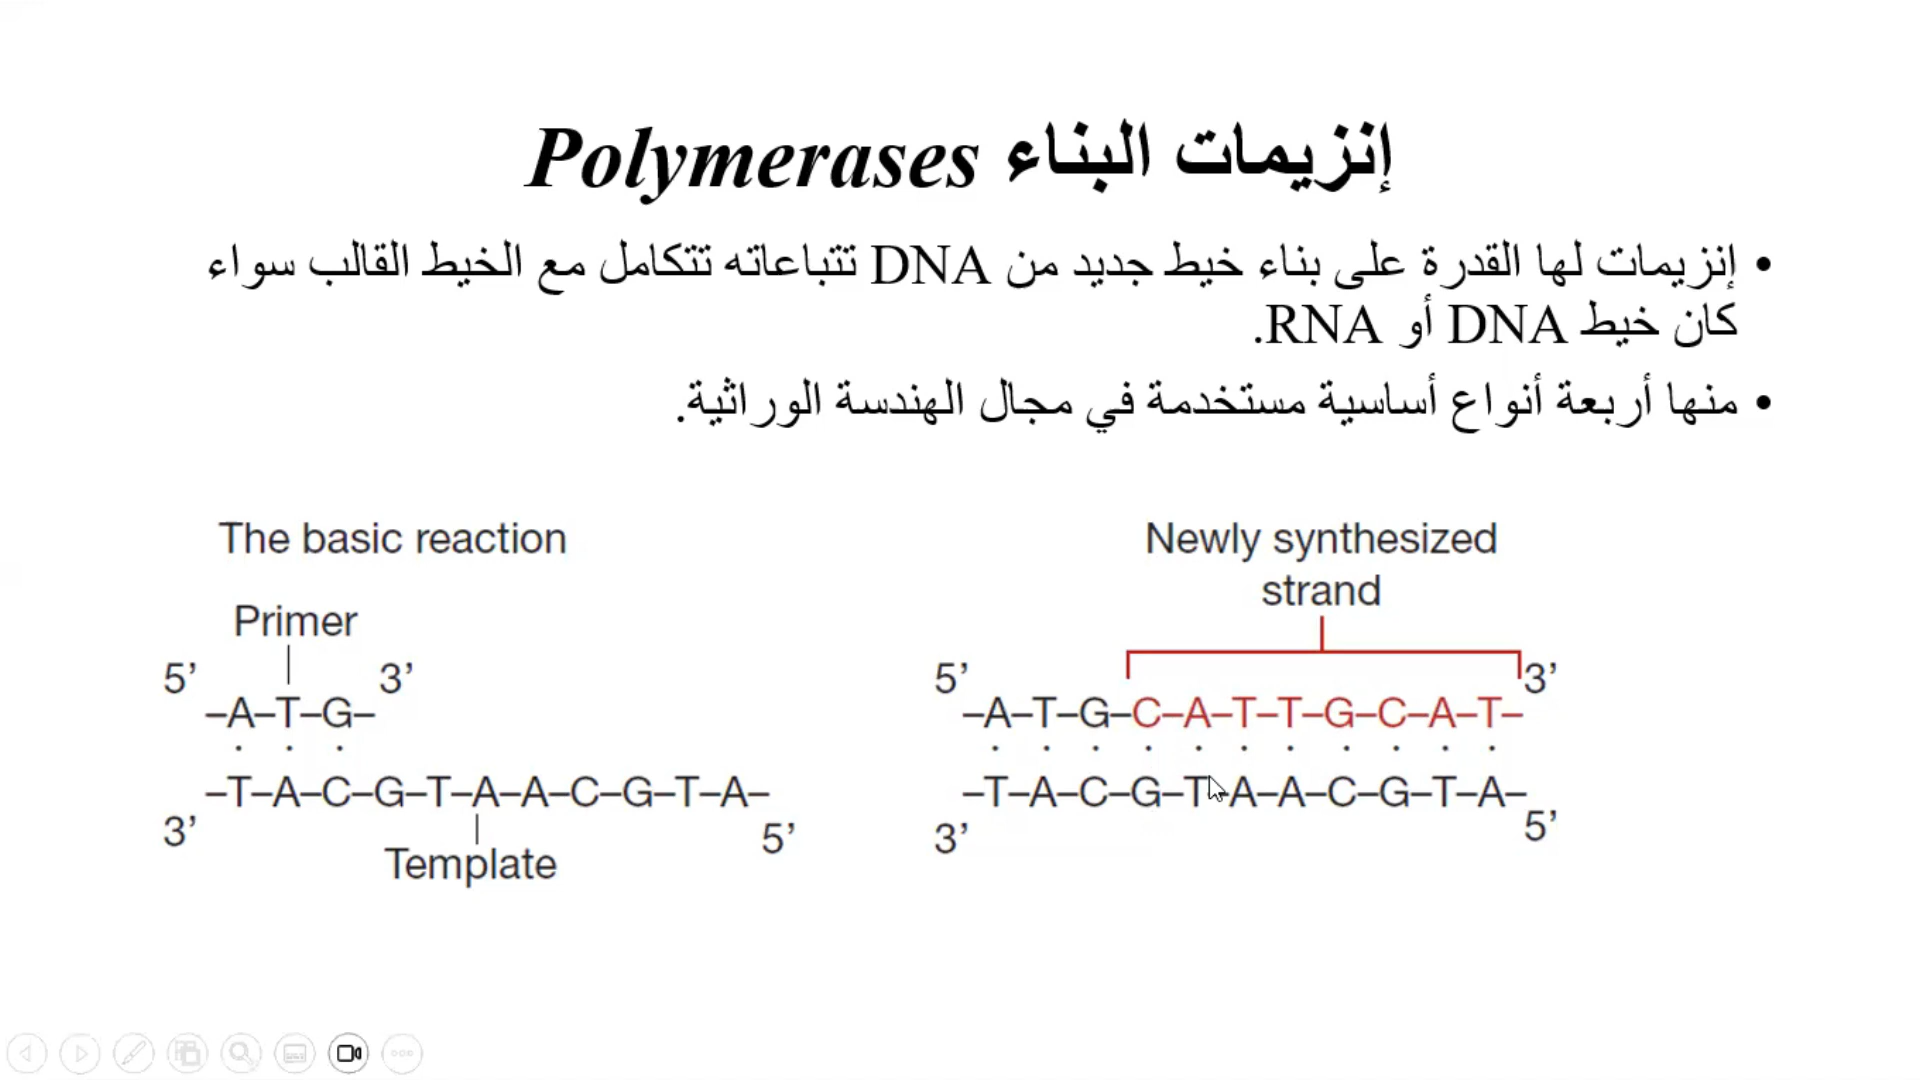 إنزيمات البناء Polymerases
• إنزيمات لها القدرة على بناء خيط جديد من DNA تتباعاته تتكامل مع الخيط القالب سواء
كان خيط DNA أو RNA.
• منها أربعة أنواع أساسية مستخدمة في مجال الهندسة الوراثية.
The basic reaction
Primer
5’ 3’
–A–T–G–
–T–A–C–G–T–A–A–C–G–T–A–
3’ 5’
Template
Newly synthesized
strand
5’ 3’
–A–T–G–C–A–T–T–G–C–A–T–
–T–A–C–G–T–A–A–C–G–T–A–
3’ 5’